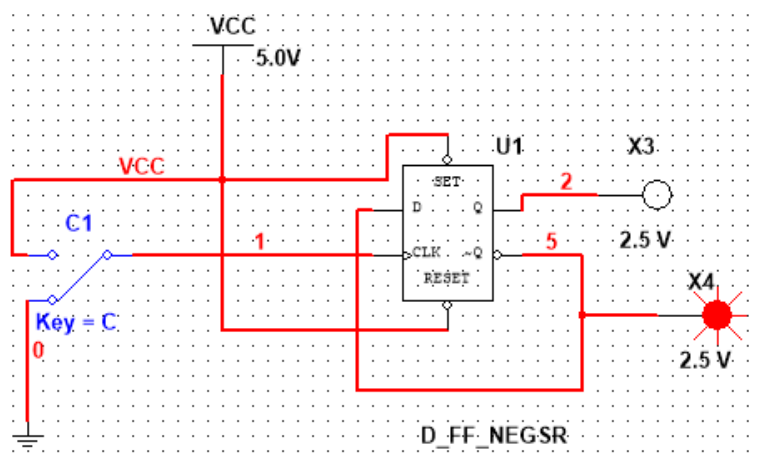 VCC
5.0V
VCC
U1
X3
SET
2
D
Q
C1
1
5
2.5 V
CLK
~Q
RESET
X4
Key = C
0
2.5 V
D_FF_NEGSR